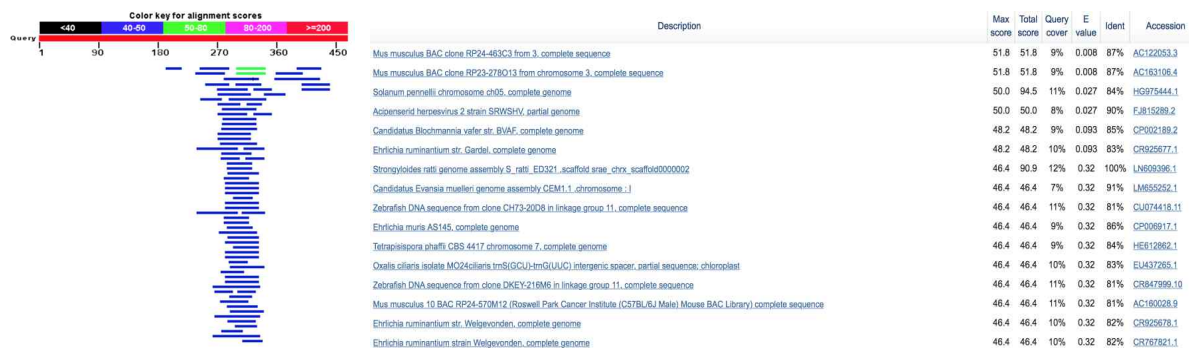 Color key for alignment scores
<40 40-50 50-80 80-200 >=200
Query
1 90 180 270 360 450
Description Max score Total score Query cover E value Ident Accession
Mus musculus BAC clone RP24-463C3 from 3, complete sequence 51.8 51.8 9% 0.008 87% AC122053.3
Mus musculus BAC clone RP23-278O13 from chromosome 3, complete sequence 51.8 51.8 9% 0.008 87% AC163106.4
Solanum pennellii chromosome ch05, complete genome 50.0 94.5 11% 0.027 84% HG975444.1
Acipenserid herpesvirus 2 strain SRWSHV, partial genome 50.0 50.0 8% 0.027 90% FJ815289.2
Candidatus Blochmannia vafer str. BVAF, complete genome 48.2 48.2 9% 0.093 85% CP002189.2
Ehrlichia ruminantium str. Gardel, complete genome 48.2 48.2 10% 0.093 83% CR925677.1
Strongyloides ratti genome assembly S_ratti_ED321 ,scaffold srae_chrx_scaffold0000002 46.4 90.9 12% 0.32 100% LN609396.1
Candidatus Evansia muelleri genome assembly CEM1.1 ,chromosome : I 46.4 46.4 7% 0.32 91% LM655252.1
Zebrafish DNA sequence from clone CH73-20D8 in linkage group 11, complete sequence 46.4 46.4 11% 0.32 81% CU074418.11
Ehrlichia muris AS145, complete genome 46.4 46.4 9% 0.32 86% CP006917.1
Tetrapisispora phaffii CBS 4417 chromosome 7, complete genome 46.4 46.4 9% 0.32 84% HE612862.1
Oxalis ciliaris isolate MO24ciliaris trnS(GCU)-trnG(UUC) intergenic spacer, partial sequence; chloroplast 46.4 46.4 10% 0.32 83% EU437265.1
Zebrafish DNA sequence from clone DKEY-216M6 in linkage group 11, complete sequence 46.4 46.4 11% 0.32 81% CR847999.10
Mus musculus 10 BAC RP24-570M12 (Roswell Park Cancer Institute (C57BL/6J Male) Mouse BAC Library) complete sequence 46.4 46.4 11% 0.32 81% AC160028.9
Ehrlichia ruminantium str. Welgevonden, complete genome 46.4 46.4 10% 0.32 82% CR925678.1
Ehrlichia ruminantium strain Welgevonden, complete genome 46.4 46.4 10% 0.32 82% CR767821.1